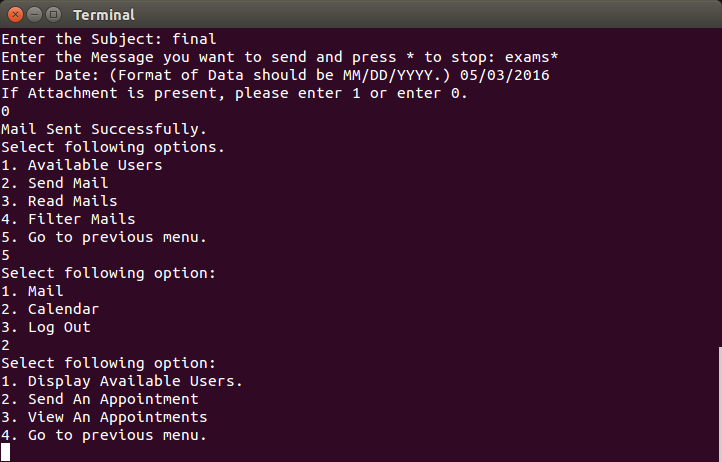 Terminal
Enter the Subject: final
Enter the Message you want to send and press * to stop: exams*
Enter Date: (Format of Data should be MM/DD/YYYY.) 05/03/2016
If Attachment is present, please enter 1 or enter 0.
0
Mail Sent Successfully.
Select following options.
1. Available Users
2. Send Mail
3. Read Mails
4. Filter Mails
5. Go to previous menu.
5
Select following option:
1. Mail
2. Calendar
3. Log Out
2
Select following option:
1. Display Available Users.
2. Send An Appointment
3. View An Appointments
4. Go to previous menu.